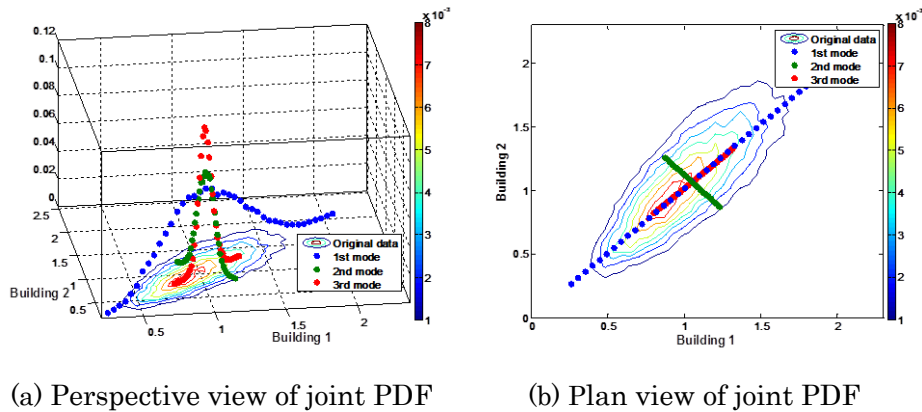 x 10⁻³
0.12
0.1
0.08
0.06
0.04
0.02
0
2.5
2
1.5
1
0.5
Building 2
0.5
1
1.5
2
Building 1
Original data
1st mode
2nd mode
3rd mode
8
7
6
5
4
3
2
1
(a) Perspective view of joint PDF
x 10⁻³
2
1.5
1
0.5
0
Building 2
0
0.5
1
1.5
2
Building 1
Original data
1st mode
2nd mode
3rd mode
8
7
6
5
4
3
2
1
(b) Plan view of joint PDF